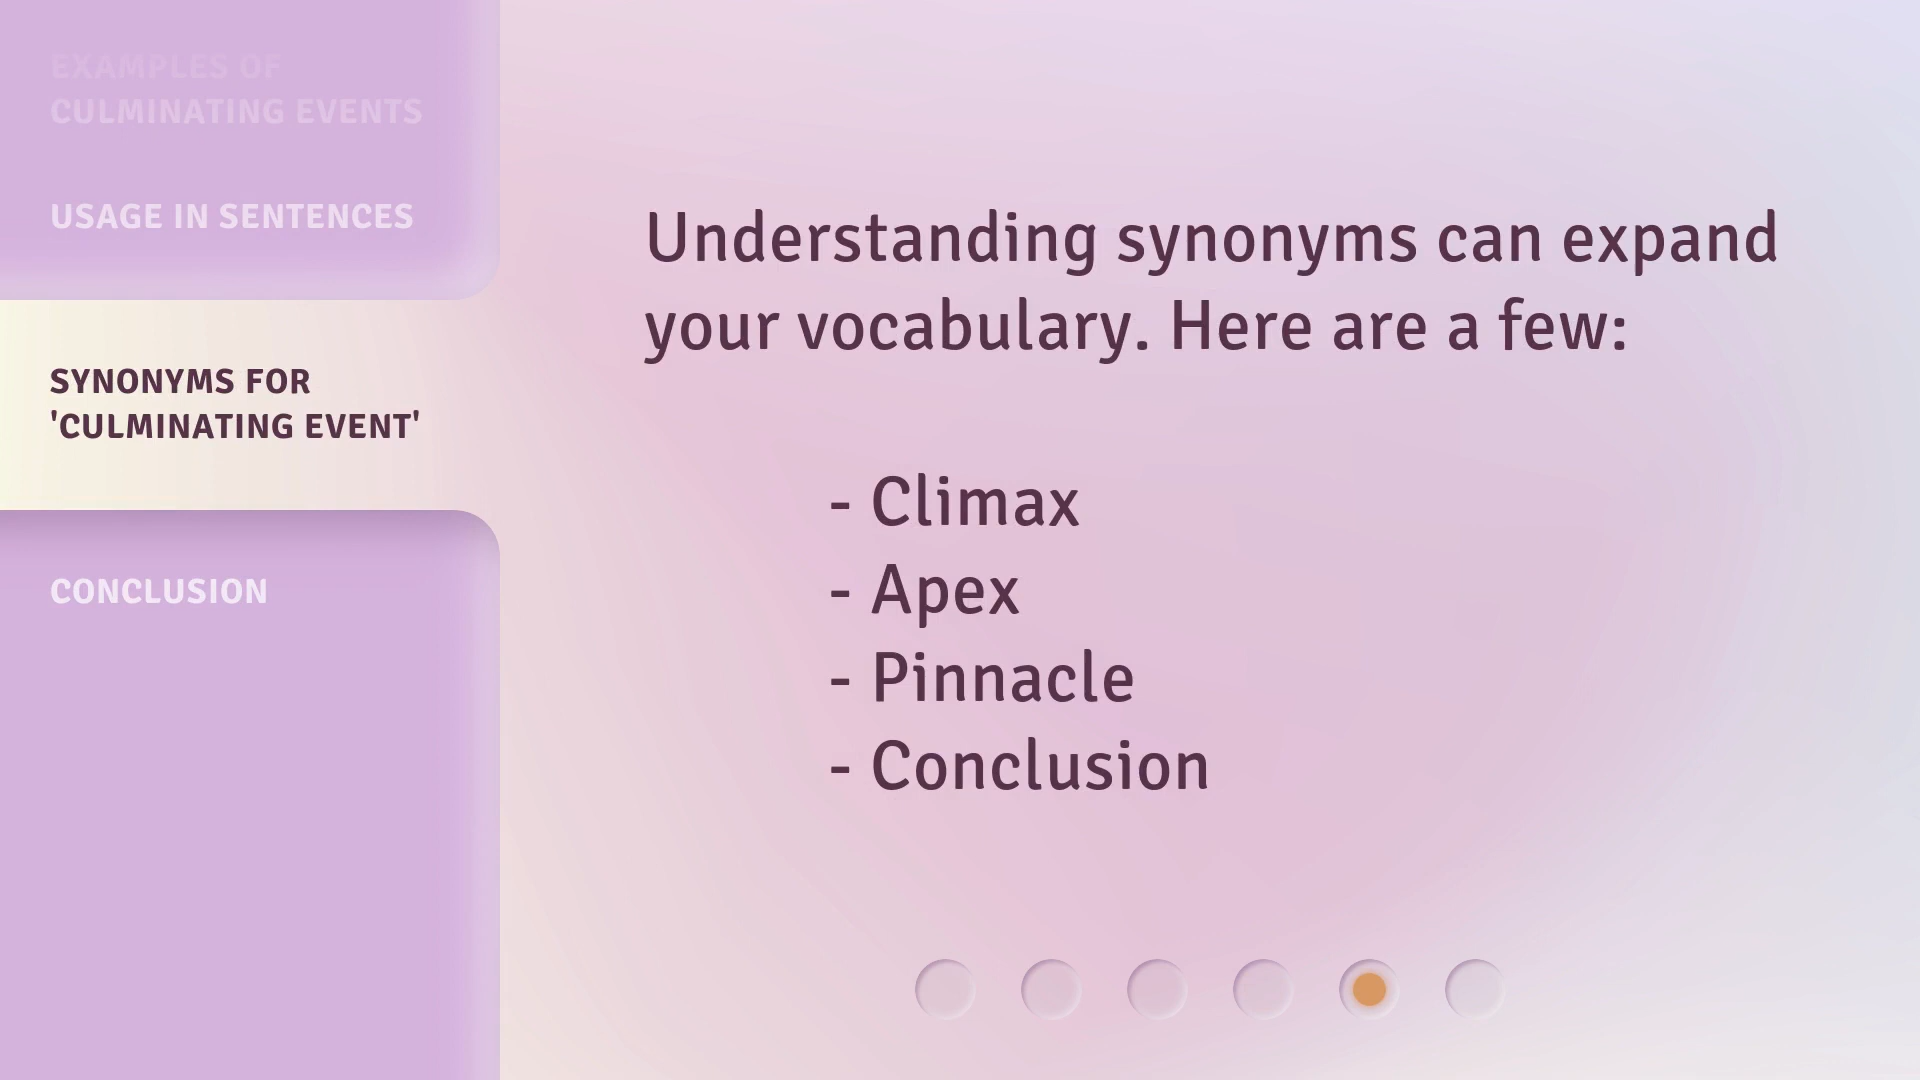 EXAMPLES OF
CULMINATING EVENTS
USAGE IN SENTENCES
SYNONYMS FOR
'CULMINATING EVENT'
CONCLUSION
Understanding synonyms can expand
your vocabulary. Here are a few:
- Climax
- Apex
- Pinnacle
- Conclusion